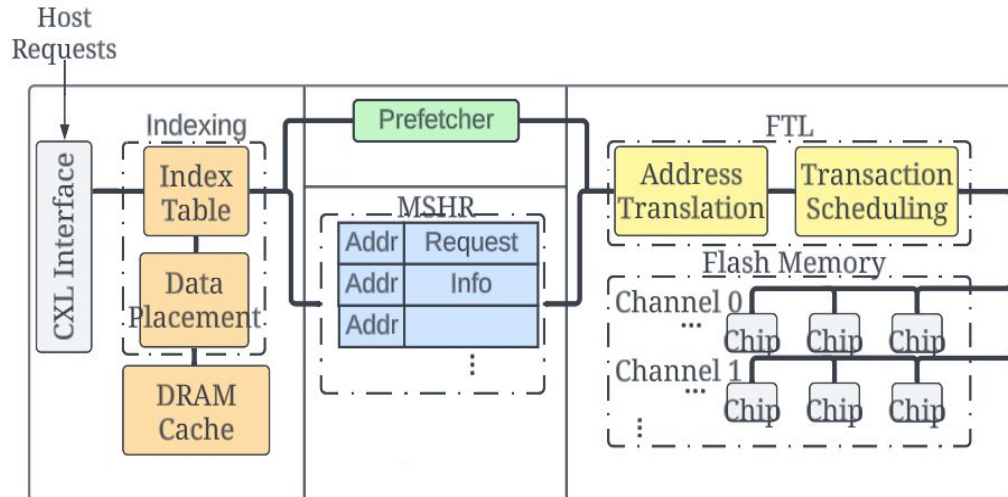 Host
Requests
CXL Interface
Indexing
Index
Table
Data
Placement
DRAM
Cache
Prefetcher
MSHR
Addr Request
Addr Info
Addr
⋮
FTL
Address
Translation
Transaction
Scheduling
Flash Memory
Channel 0
... Chip Chip Chip
Channel 1
... Chip Chip Chip
⋮